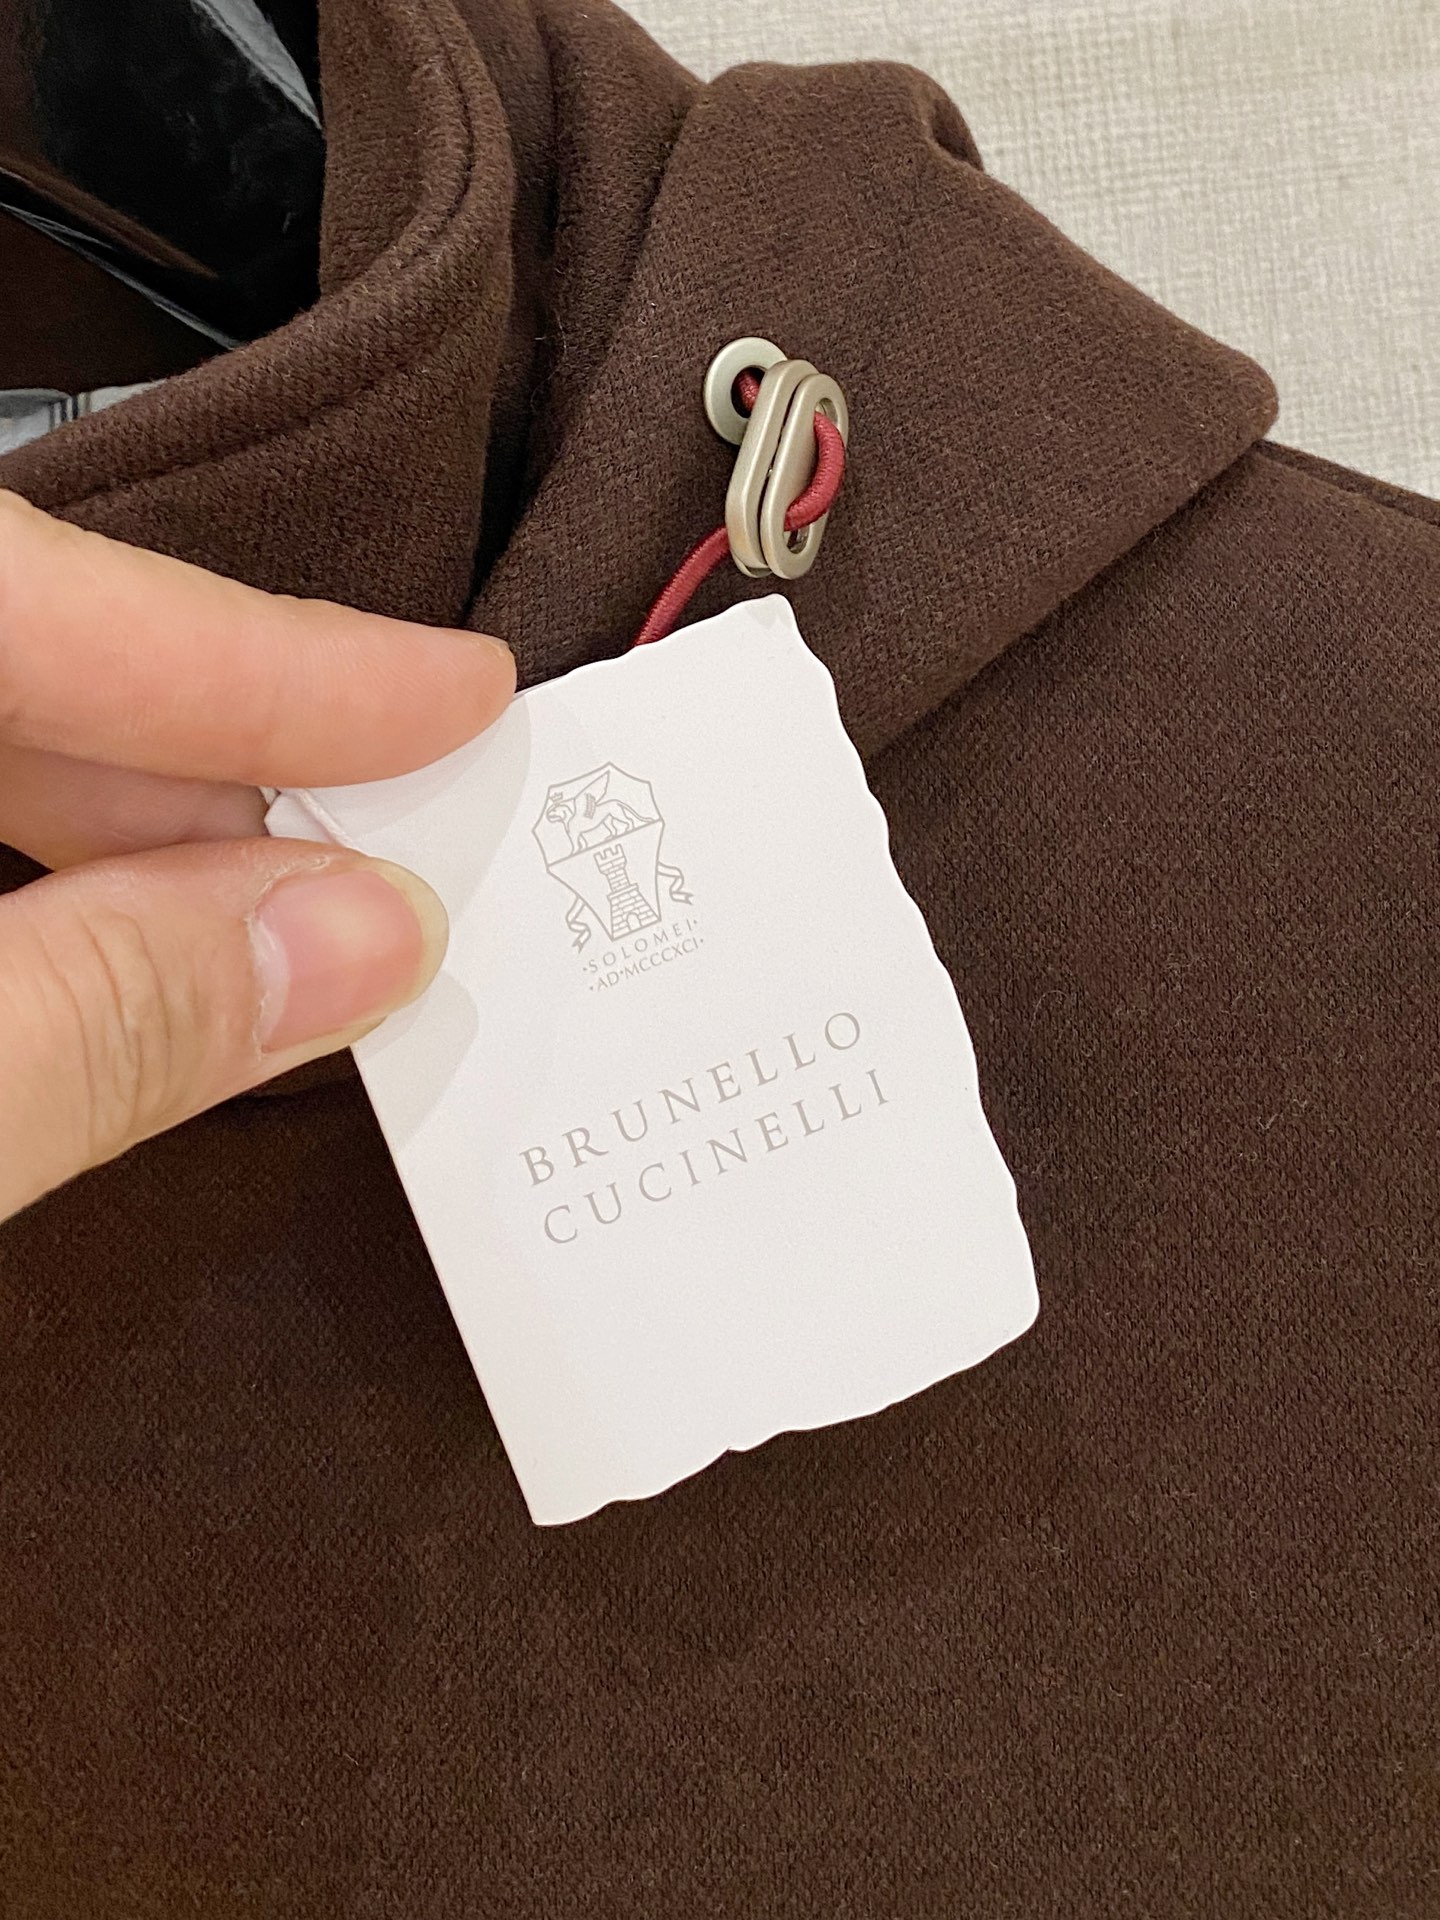 ·SOLOMEI·
·AD·MCCCXCI·
BRUNELLO
CUCINELLI